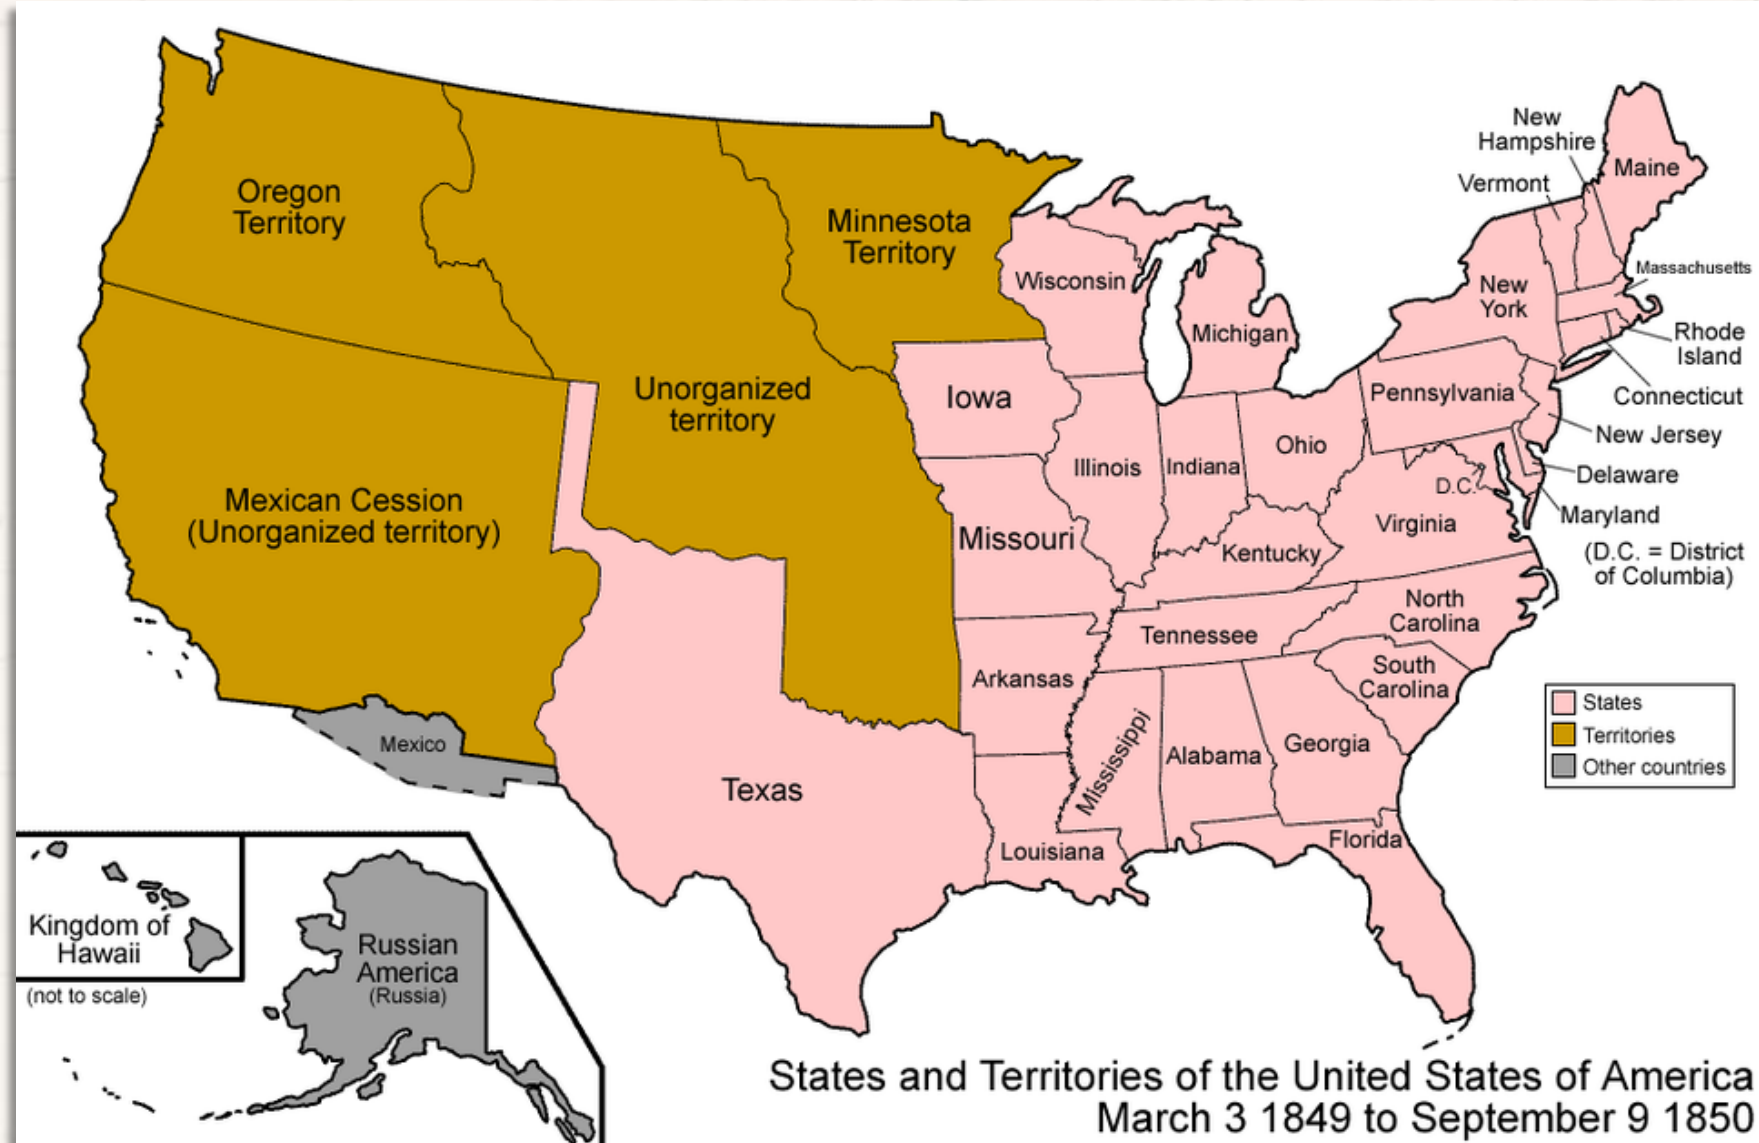 New
Hampshire
Maine
Vermont
Oregon
Territory
Minnesota
Territory
Massachusetts
Wisconsin
New
York
Michigan
Rhode
Island
Unorganized
territory
Iowa
Pennsylvania
Connecticut
New Jersey
Ohio
Illinois
Indiana
Delaware
D.C.
Mexican Cession
(Unorganized territory)
Maryland
Virginia
Missouri
Kentucky
(D.C. = District
of Columbia)
North
Carolina
Tennessee
South
Carolina
Arkansas
States
Territories
Other countries
Mexico
Mississippi
Alabama
Georgia
Texas
Florida
Louisiana
Kingdom of
Hawaii
(not to scale)
Russian
America
(Russia)
States and Territories of the United States of America
March 3 1849 to September 9 1850